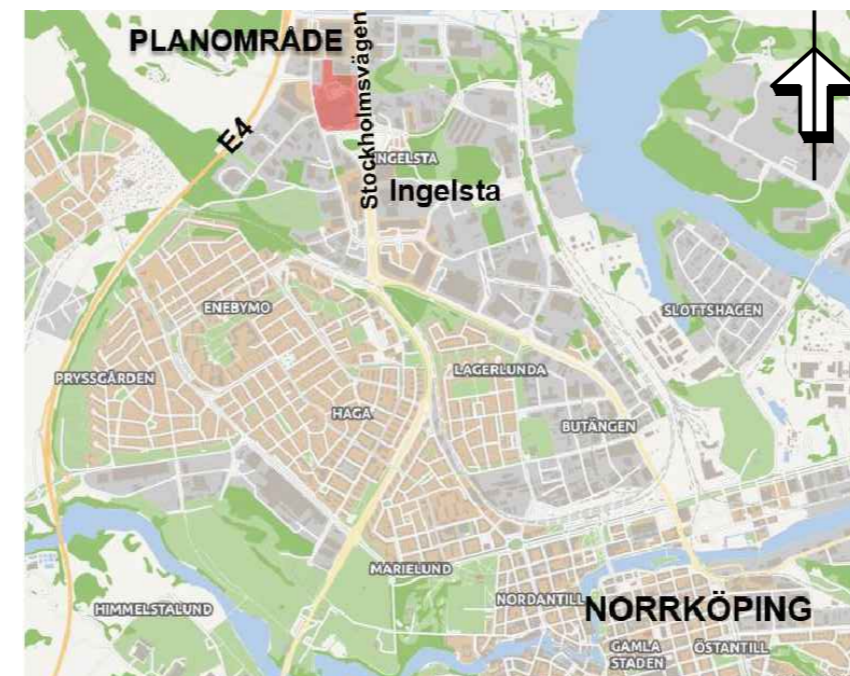 PLANOMRÅDE
Stockholmsvägen
E4
INGELSTA
Ingelsta
ENEBYMO
SLOTTSHAGEN
PRYSSGÅRDEN
LAGERLUNDA
HAGA
BUTÄNGEN
MARIELUND
HIMMELSTALUND
NORDANTILL
NORRKÖPING
GAMLA
STADEN
ÖSTANTILL